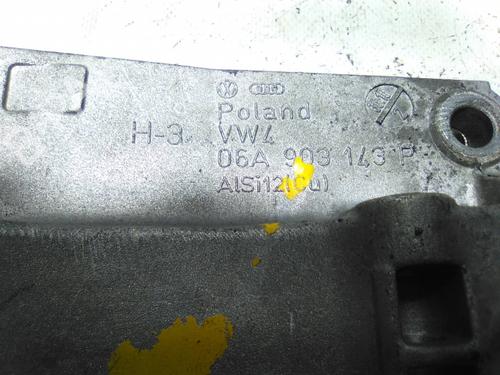 Poland
H-3 VW4
06A 903 143 P
AlSi12(Cu)